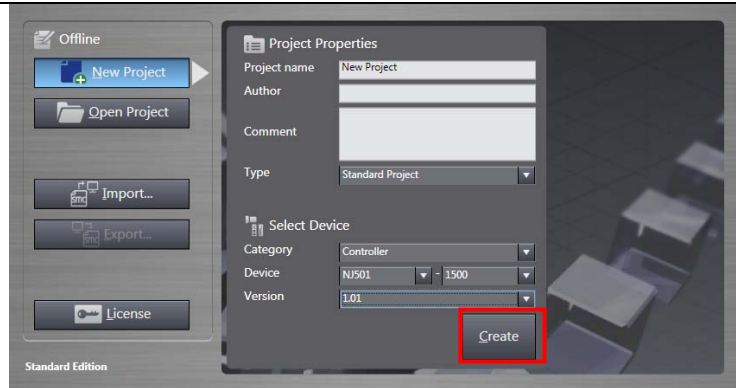 Offline
New Project
Open Project
Import...
Export...
License
Standard Edition
Project Properties
Project name New Project
Author
Comment
Type Standard Project
Select Device
Category Controller
Device NJ501 - 1500
Version 1.01
Create